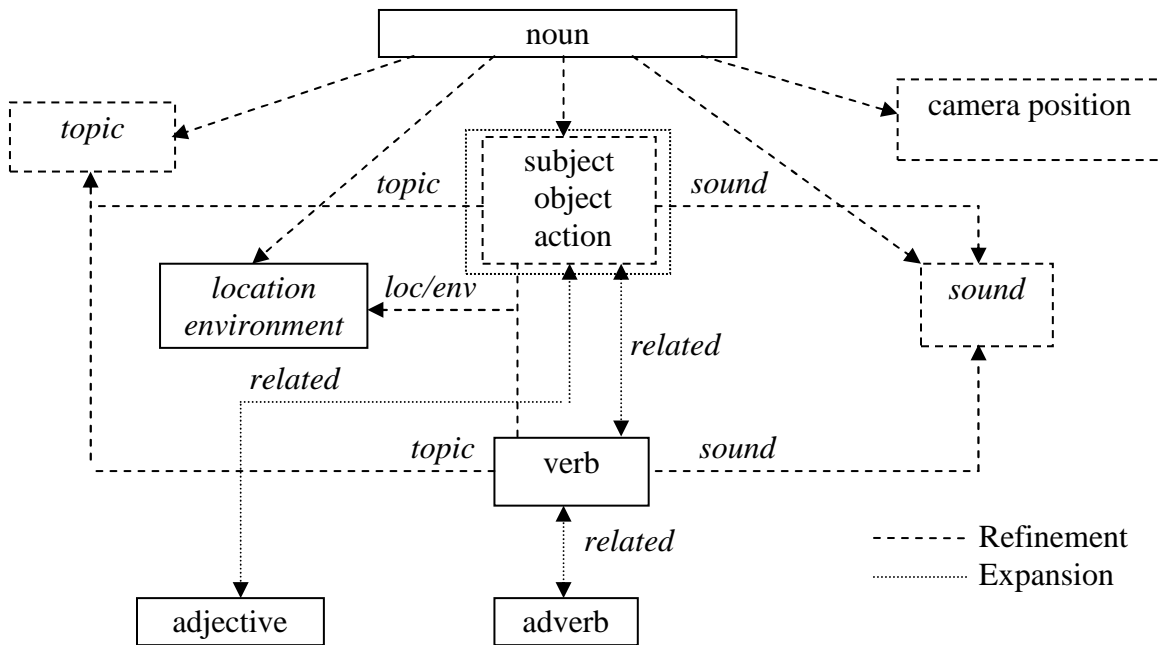 noun
topic
camera position
subject
object
action
topic
sound
location
environment
loc/env
sound
related
related
topic
verb
sound
related
Refinement
Expansion
adjective
adverb